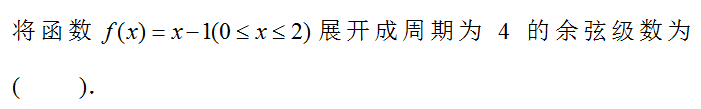 将函数 f(x) = x−1(0 ≤ x ≤ 2) 展开成周期为 4 的余弦级数为
(      ).